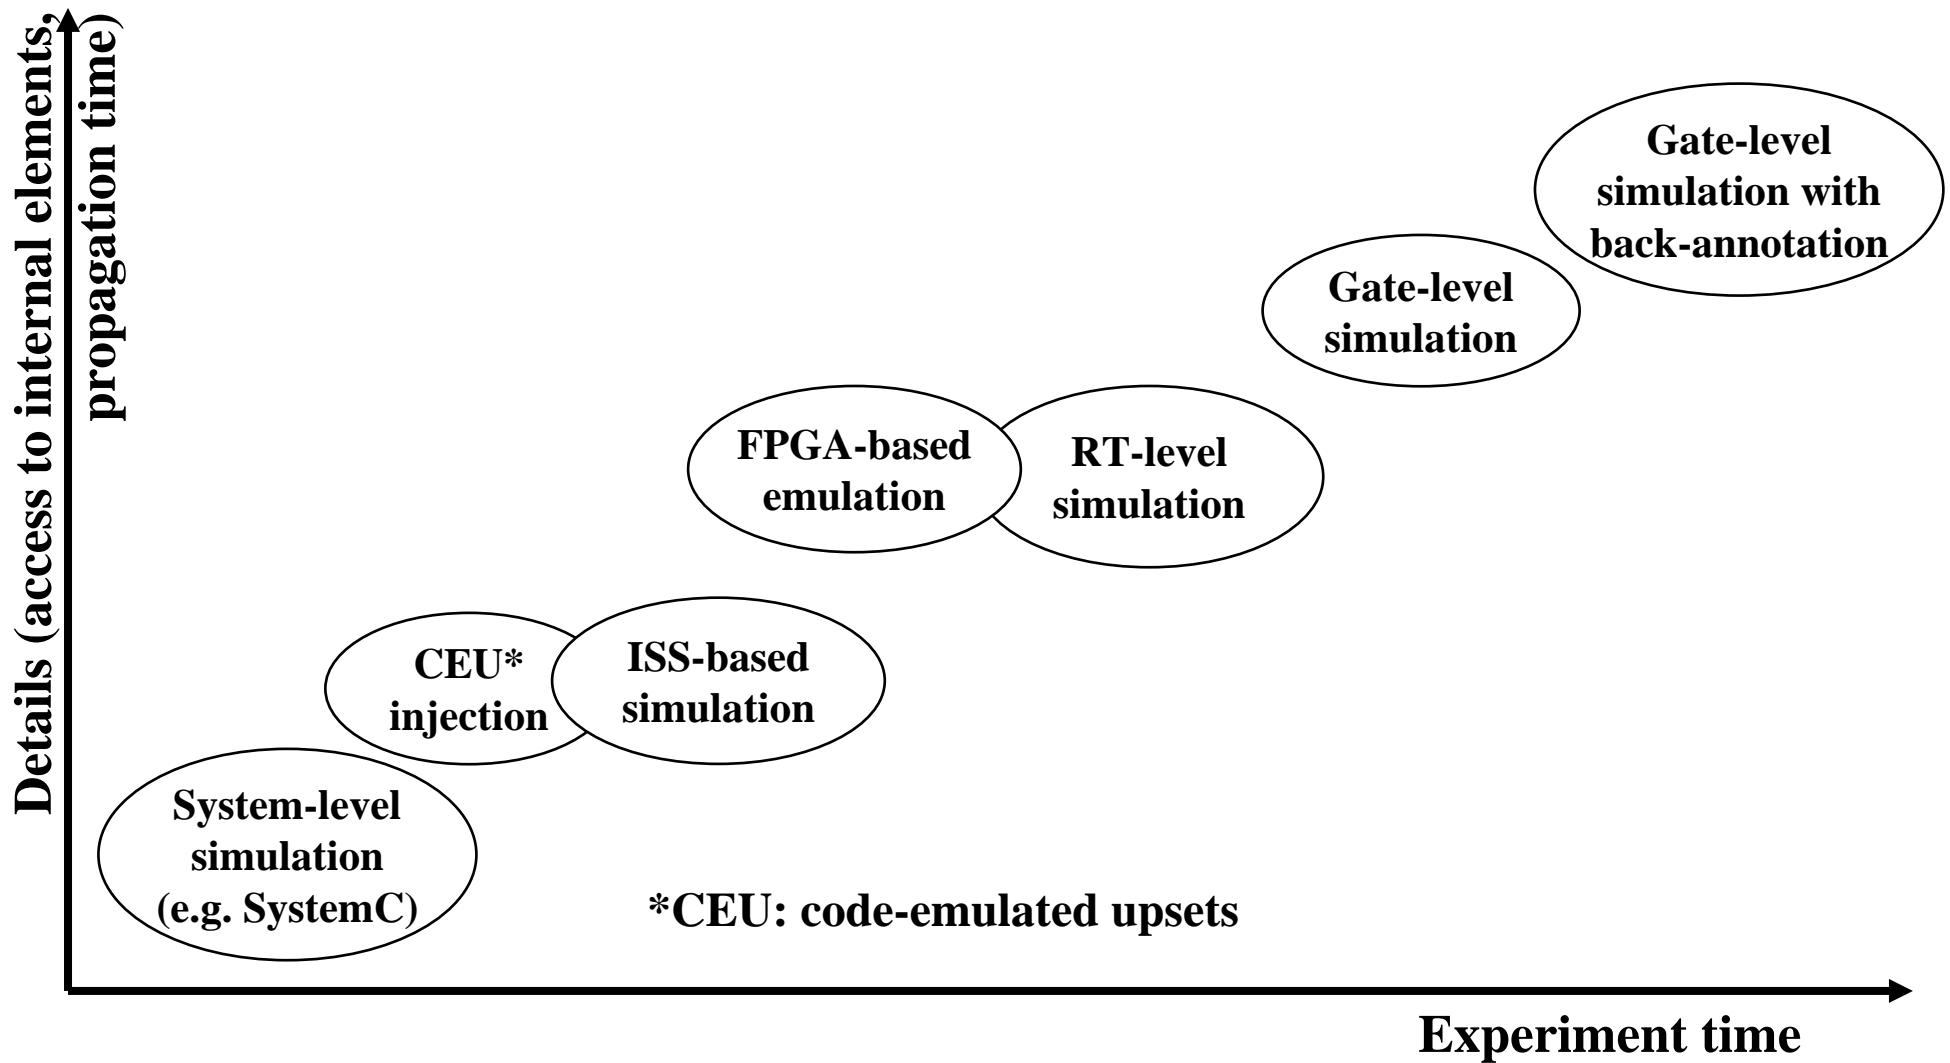 Details (access to internal elements,
propagation time)
Gate-level
simulation with
back-annotation
Gate-level
simulation
FPGA-based
emulation
RT-level
simulation
CEU*
injection
ISS-based
simulation
System-level
simulation
(e.g. SystemC)
*CEU: code-emulated upsets
Experiment time